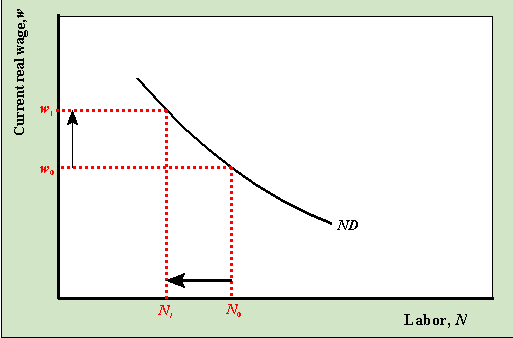 Current real wage, w
w₁
w₀
ND
N₁
N₀
Labor, N